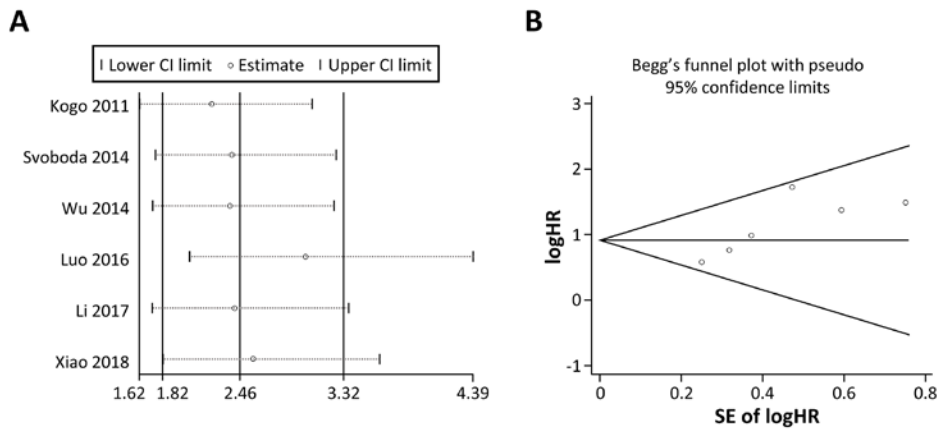 A
Lower CI limit Estimate Upper CI limit
Kogo 2011
Svoboda 2014
Wu 2014
Luo 2016
Li 2017
Xiao 2018
1.62 1.82 2.46 3.32 4.39
B
Begg's funnel plot with pseudo
95% confidence limits
logHR
3
2
1
0
-1
0 0.2 0.4 0.6 0.8
SE of logHR